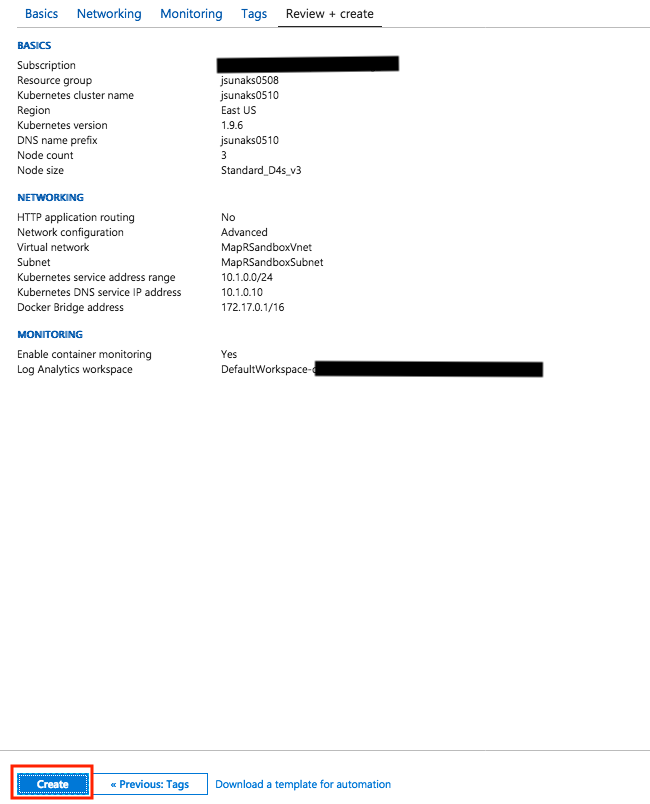 Basics Networking Monitoring Tags Review + create
BASICS
Subscription
Resource group jsunaks0508
Kubernetes cluster name jsunaks0510
Region East US
Kubernetes version 1.9.6
DNS name prefix jsunaks0510
Node count 3
Node size Standard_D4s_v3
NETWORKING
HTTP application routing No
Network configuration Advanced
Virtual network MapRSandboxVnet
Subnet MapRSandboxSubnet
Kubernetes service address range 10.1.0.0/24
Kubernetes DNS service IP address 10.1.0.10
Docker Bridge address 172.17.0.1/16
MONITORING
Enable container monitoring Yes
Log Analytics workspace DefaultWorkspace-
Create « Previous: Tags Download a template for automation